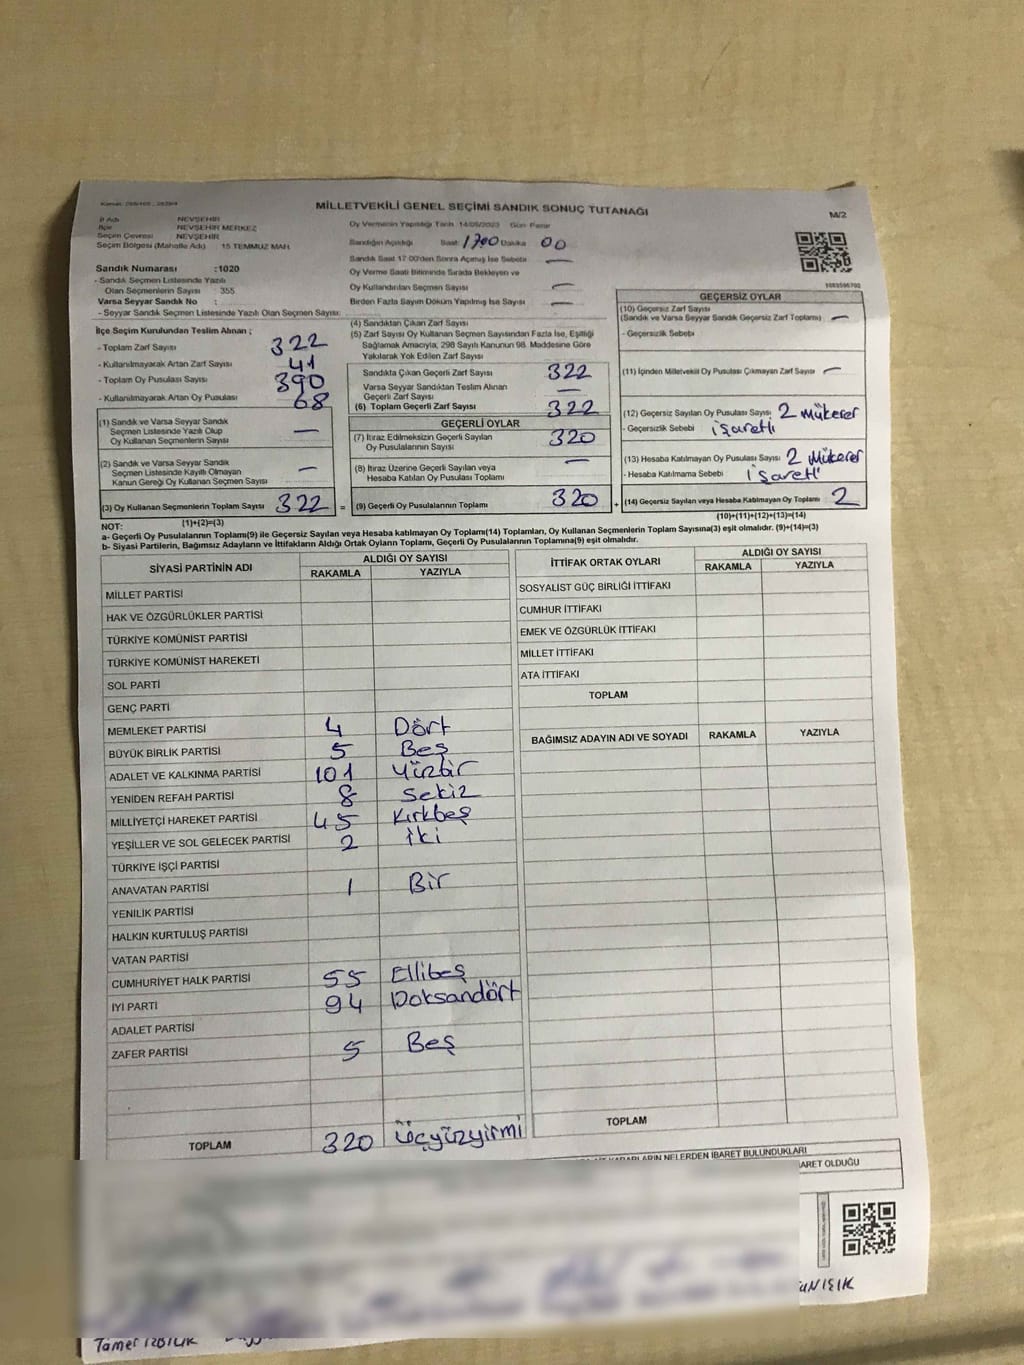 MİLLETVEKİLİ GENEL SEÇİMİ SANDIK SONUÇ TUTANAĞI
M/2
İl Adı NEVŞEHİR
İlçe NEVŞEHİR MERKEZ
Seçim Çevresi NEVŞEHİR
Seçim Bölgesi (Mahalle Adı) 15 TEMMUZ MAH.
Oy Vermenin Yapıldığı Tarih 14/05/2023 Gün Pazar
Sandığın Açıldığı Saat: 1700 Dakika 00
Sandık Saat 17:00'den Sonra Açılmış İse Sebebi —
Oy Verme Saati Bitiminde Sırada Bekleyen ve
Oy Kullandırılan Seçmen Sayısı —
Birden Fazla Sayım Döküm Yapılmış İse Sayısı —
Sandık Numarası :1020
- Sandık Seçmen Listesinde Yazılı
Olan Seçmenlerin Sayısı : 355
Varsa Seyyar Sandık No :
- Seyyar Sandık Seçmen Listesinde Yazılı Olan Seçmen Sayısı:
İlçe Seçim Kurulundan Teslim Alınan ;
- Toplam Zarf Sayısı 322
- Kullanılmayarak Artan Zarf Sayısı 41
- Toplam Oy Pusulası Sayısı 390
- Kullanılmayarak Artan Oy Pusulası 68
(1) Sandık ve Varsa Seyyar Sandık
Seçmen Listesinde Yazılı Olup
Oy Kullanan Seçmenlerin Sayısı —
(2) Sandık ve Varsa Seyyar Sandık
Seçmen Listesinde Kayıtlı Olmayan
Kanun Gereği Oy Kullanan Seçmen Sayısı —
(3) Oy Kullanan Seçmenlerin Toplam Sayısı 322 =
(1)+(2)=(3)
(4) Sandıktan Çıkan Zarf Sayısı
(5) Zarf Sayısı Oy Kullanan Seçmen Sayısından Fazla İse, Eşitliği
Sağlamak Amacıyla, 298 Sayılı Kanunun 98. Maddesine Göre
Yakılarak Yok Edilen Zarf Sayısı
Sandıkta Çıkan Geçerli Zarf Sayısı 322
Varsa Seyyar Sandıktan Teslim Alınan
Geçerli Zarf Sayısı —
(6) Toplam Geçerli Zarf Sayısı 322
GEÇERLİ OYLAR
(7) İtiraz Edilmeksizin Geçerli Sayılan
Oy Pusulalarının Sayısı 320
(8) İtiraz Üzerine Geçerli Sayılan veya
Hesaba Katılan Oy Pusulası Toplamı —
(9) Geçerli Oy Pusulalarının Toplamı 320 +
GEÇERSİZ OYLAR
(10) Geçersiz Zarf Sayısı
(Sandık ve Varsa Seyyar Sandık Geçersiz Zarf Toplamı) —
- Geçersizlik Sebebi
(11) İçinden Milletvekili Oy Pusulası Çıkmayan Zarf Sayısı —
(12) Geçersiz Sayılan Oy Pusulası Sayısı 2 Mükerer
- Geçersizlik Sebebi işaretli
(13) Hesaba Katılmayan Oy Pusulası Sayısı 2 Mükerer
- Hesaba Katılmama Sebebi işaretli
(14) Geçersiz Sayılan veya Hesaba Katılmayan Oy Toplamı 2
(10)+(11)+(12)+(13)=(14)
NOT:
a- Geçerli Oy Pusulalarının Toplamı(9) ile Geçersiz Sayılan veya Hesaba katılmayan Oy Toplamı(14) Toplamları, Oy Kullanan Seçmenlerin Toplam Sayısına(3) eşit olmalıdır. (9)+(14)=(3)
b- Siyasi Partilerin, Bağımsız Adayların ve İttifakların Aldığı Ortak Oyların Toplamı, Geçerli Oy Pusulalarının Toplamına(9) eşit olmalıdır.
SİYASİ PARTİNİN ADI ALDIĞI OY SAYISI
RAKAMLA YAZIYLA
MİLLET PARTİSİ
HAK VE ÖZGÜRLÜKLER PARTİSİ
TÜRKİYE KOMÜNİST PARTİSİ
TÜRKİYE KOMÜNİST HAREKETİ
SOL PARTİ
GENÇ PARTİ
MEMLEKET PARTİSİ 4 Dört
BÜYÜK BİRLİK PARTİSİ 5 Beş
ADALET VE KALKINMA PARTİSİ 101 Yüzbir
YENİDEN REFAH PARTİSİ 8 Sekiz
MİLLİYETÇİ HAREKET PARTİSİ 45 Kırkbeş
YEŞİLLER VE SOL GELECEK PARTİSİ 2 İki
TÜRKİYE İŞÇİ PARTİSİ
ANAVATAN PARTİSİ 1 Bir
YENİLİK PARTİSİ
HALKIN KURTULUŞ PARTİSİ
VATAN PARTİSİ
CUMHURİYET HALK PARTİSİ 55 Ellibeş
İYİ PARTİ 94 Doksandört
ADALET PARTİSİ
ZAFER PARTİSİ 5 Beş
TOPLAM 320 Üçyüzyirmi
İTTİFAK ORTAK OYLARI ALDIĞI OY SAYISI
RAKAMLA YAZIYLA
SOSYALİST GÜÇ BİRLİĞİ İTTİFAKI
CUMHUR İTTİFAKI
EMEK VE ÖZGÜRLÜK İTTİFAKI
MİLLET İTTİFAKI
ATA İTTİFAKI
TOPLAM
BAĞIMSIZ ADAYIN ADI VE SOYADI RAKAMLA YAZIYLA
TOPLAM
KARARLARIN NELERDEN İBARET BULUNDUKLARI
İBARET OLDUĞU
Tamer